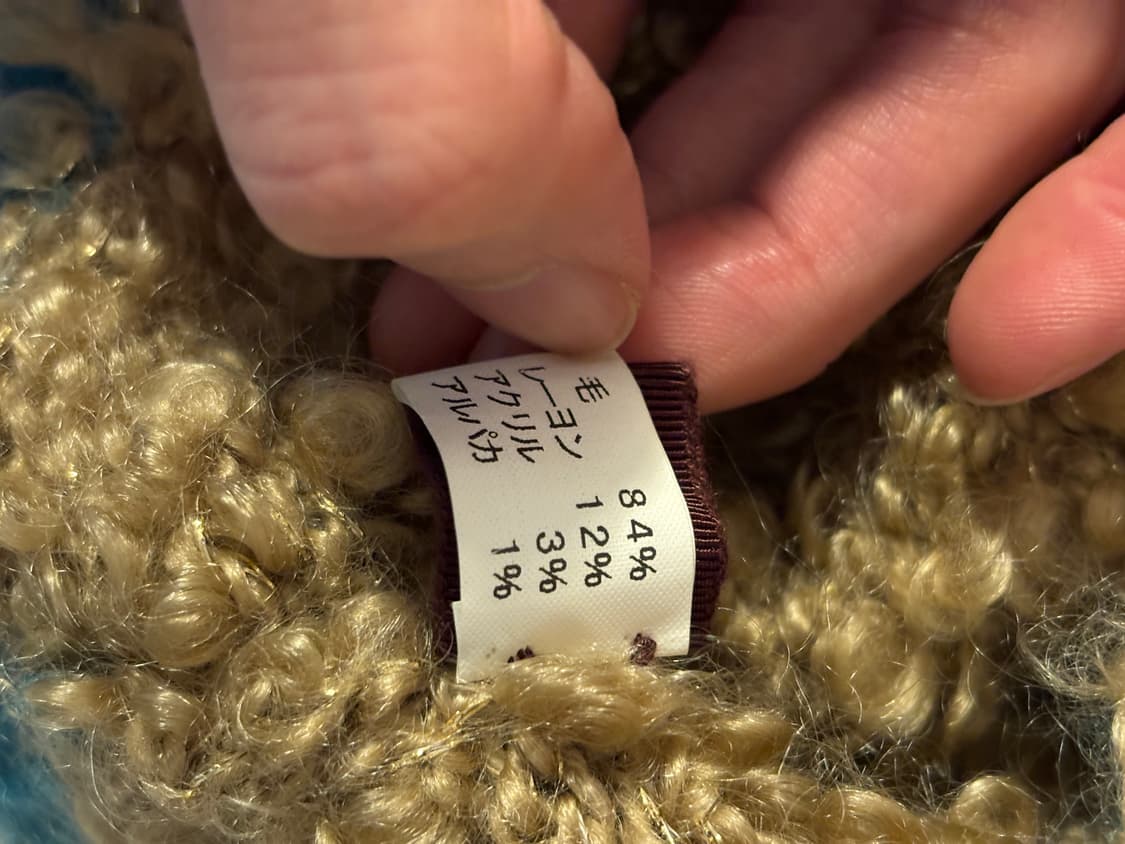 毛 84%
レーヨン 12%
アクリル 3%
アルパカ 1%